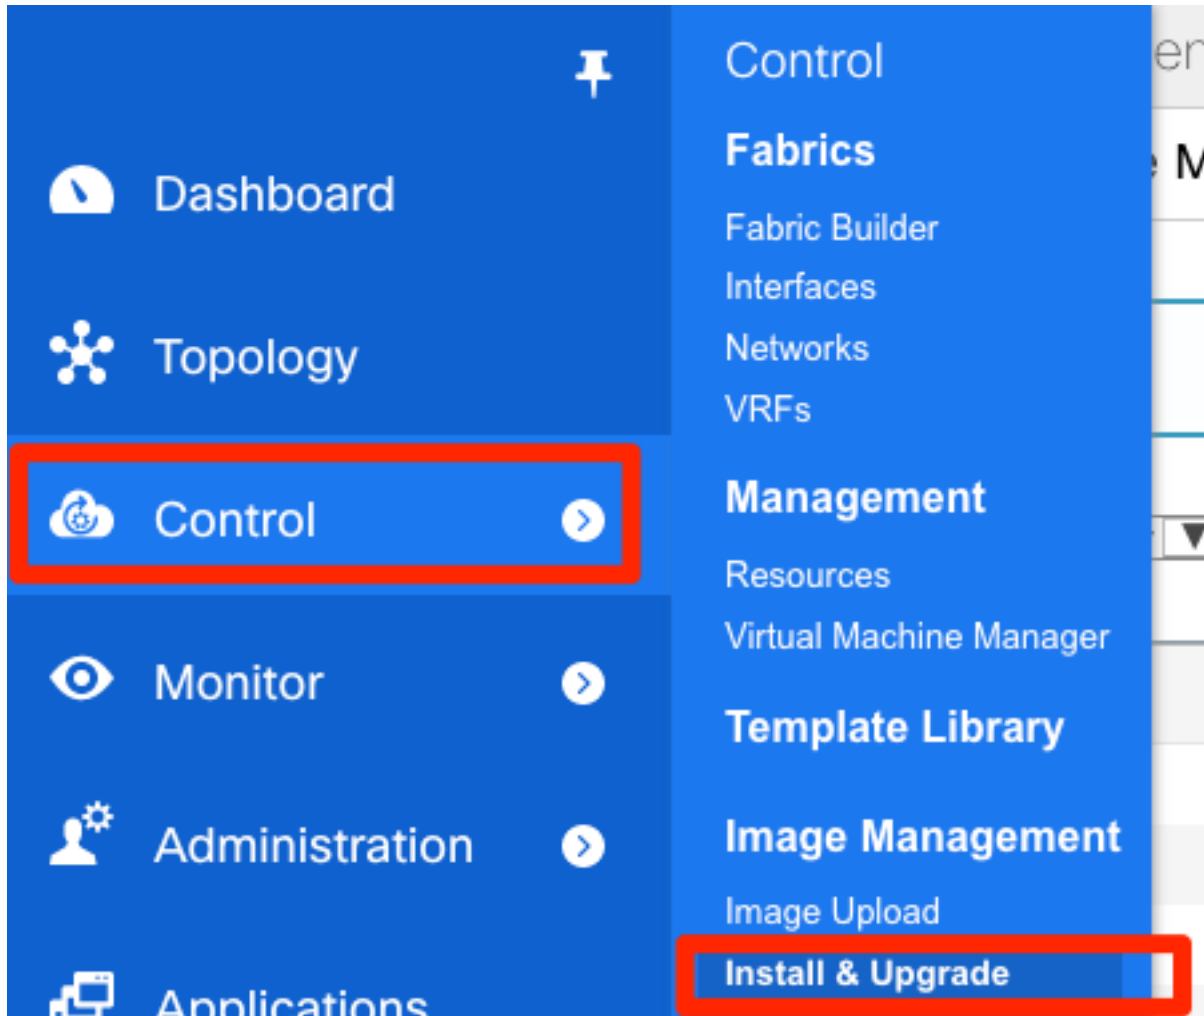 Dashboard
Topology
Control
Monitor
Administration
Applications
Control
Fabrics
Fabric Builder
Interfaces
Networks
VRFs
Management
Resources
Virtual Machine Manager
Template Library
Image Management
Image Upload
Install & Upgrade